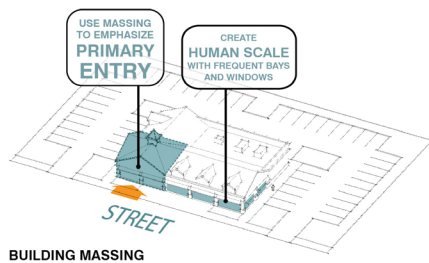 USE MASSING
TO EMPHASIZE
PRIMARY
ENTRY
CREATE
HUMAN SCALE
WITH FREQUENT BAYS
AND WINDOWS
STREET
BUILDING MASSING